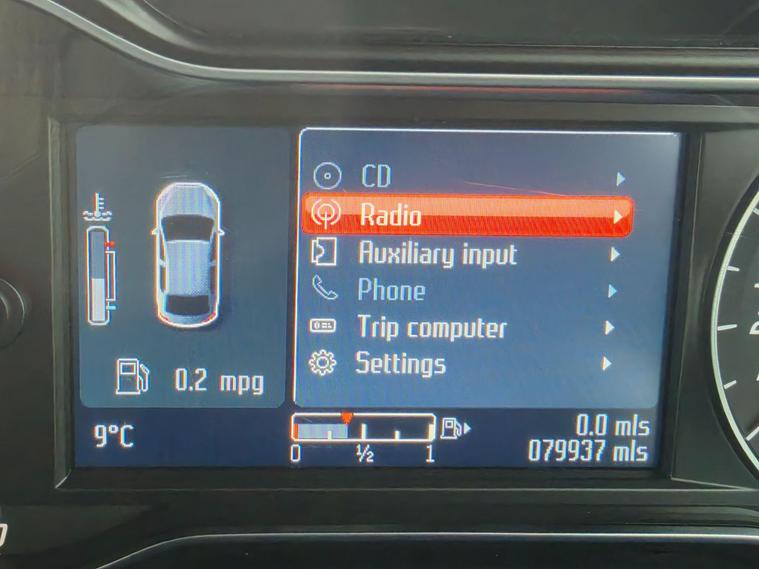 CD
Radio
Auxiliary input
Phone
Trip computer
Settings
0.2 mpg
9°C
0 ½ 1
0.0 mls
079937 mls